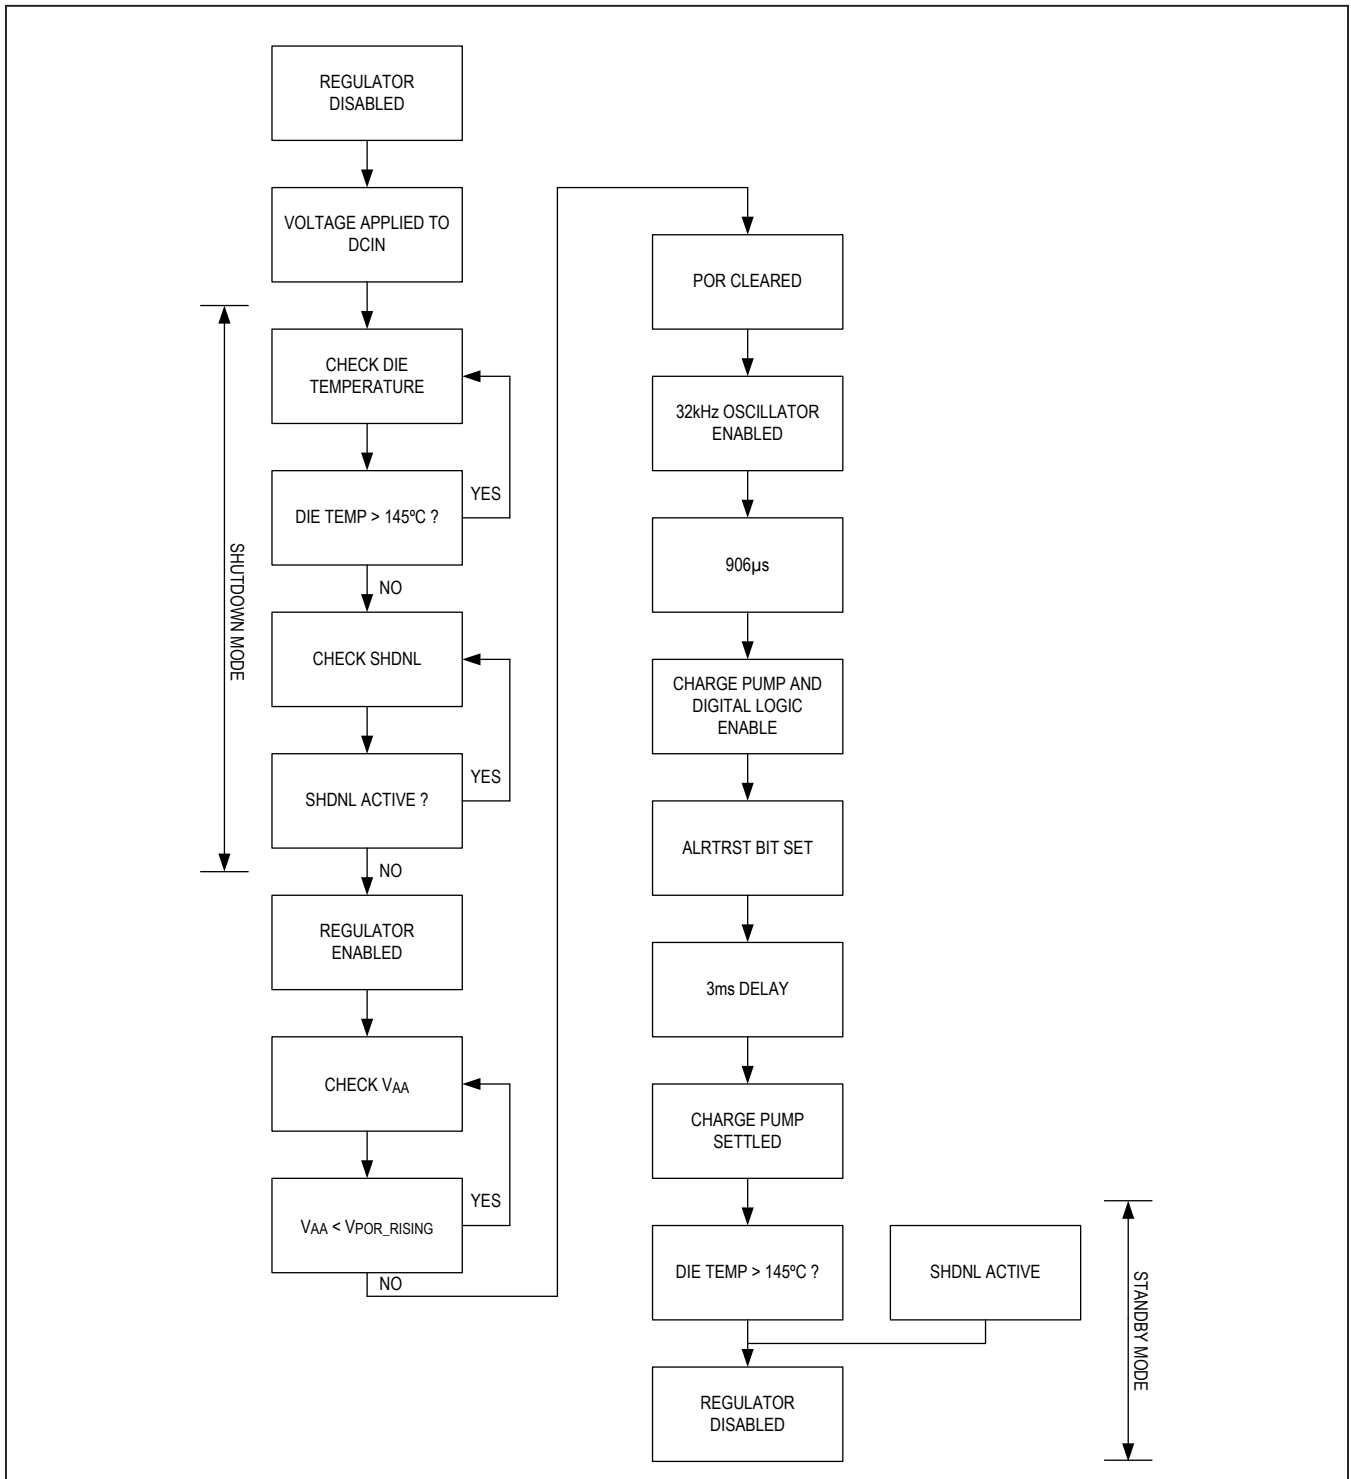 REGULATOR
DISABLED
VOLTAGE APPLIED TO
DCIN
CHECK DIE
TEMPERATURE
YES
DIE TEMP > 145ºC ?
NO
SHUTDOWN MODE
CHECK SHDNL
YES
SHDNL ACTIVE ?
NO
REGULATOR
ENABLED
CHECK VAA
YES
VAA < VPOR_RISING
NO
POR CLEARED
32kHz OSCILLATOR
ENABLED
906µs
CHARGE PUMP AND
DIGITAL LOGIC
ENABLE
ALRTRST BIT SET
3ms DELAY
CHARGE PUMP
SETTLED
DIE TEMP > 145ºC ?
SHDNL ACTIVE
STANDBY MODE
REGULATOR
DISABLED